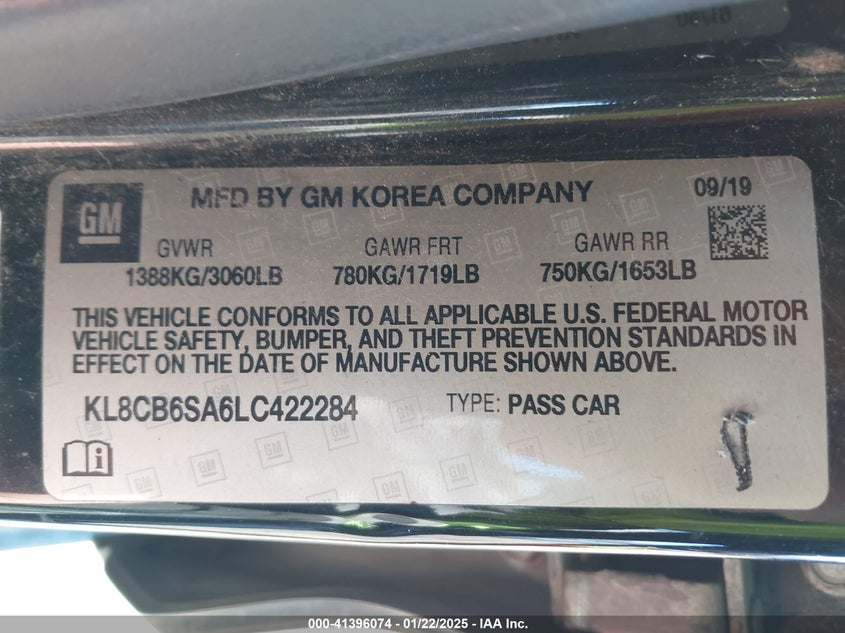 GM
MFD BY GM KOREA COMPANY
09/19
GVWR GAWR FRT GAWR RR
1388KG/3060LB 780KG/1719LB 750KG/1653LB
THIS VEHICLE CONFORMS TO ALL APPLICABLE U.S. FEDERAL MOTOR
VEHICLE SAFETY, BUMPER, AND THEFT PREVENTION STANDARDS IN
EFFECT ON THE DATE OF MANUFACTURE SHOWN ABOVE.
KL8CB6SA6LC422284 TYPE: PASS CAR
000-41396074 - 01/22/2025 - IAA Inc.